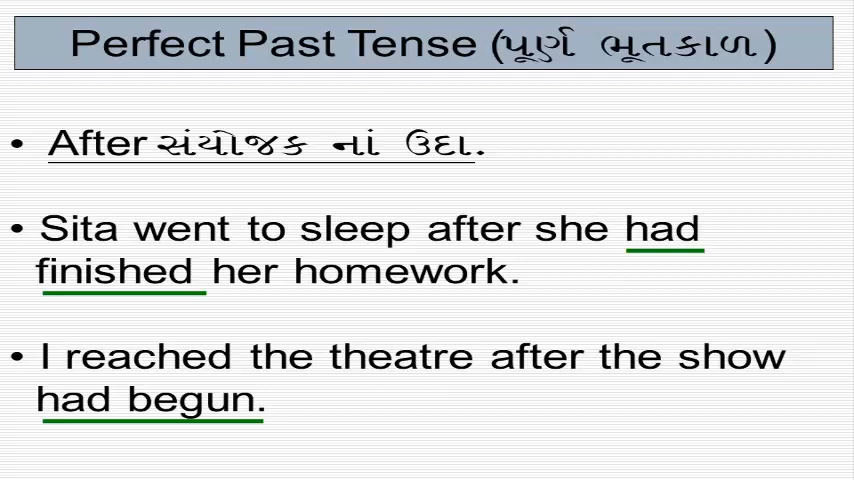 Perfect Past Tense (પૂર્ણ ભૂતકાળ)
• After સંયોજક નાં ઉદા.
• Sita went to sleep after she had
finished her homework.
• I reached the theatre after the show
had begun.